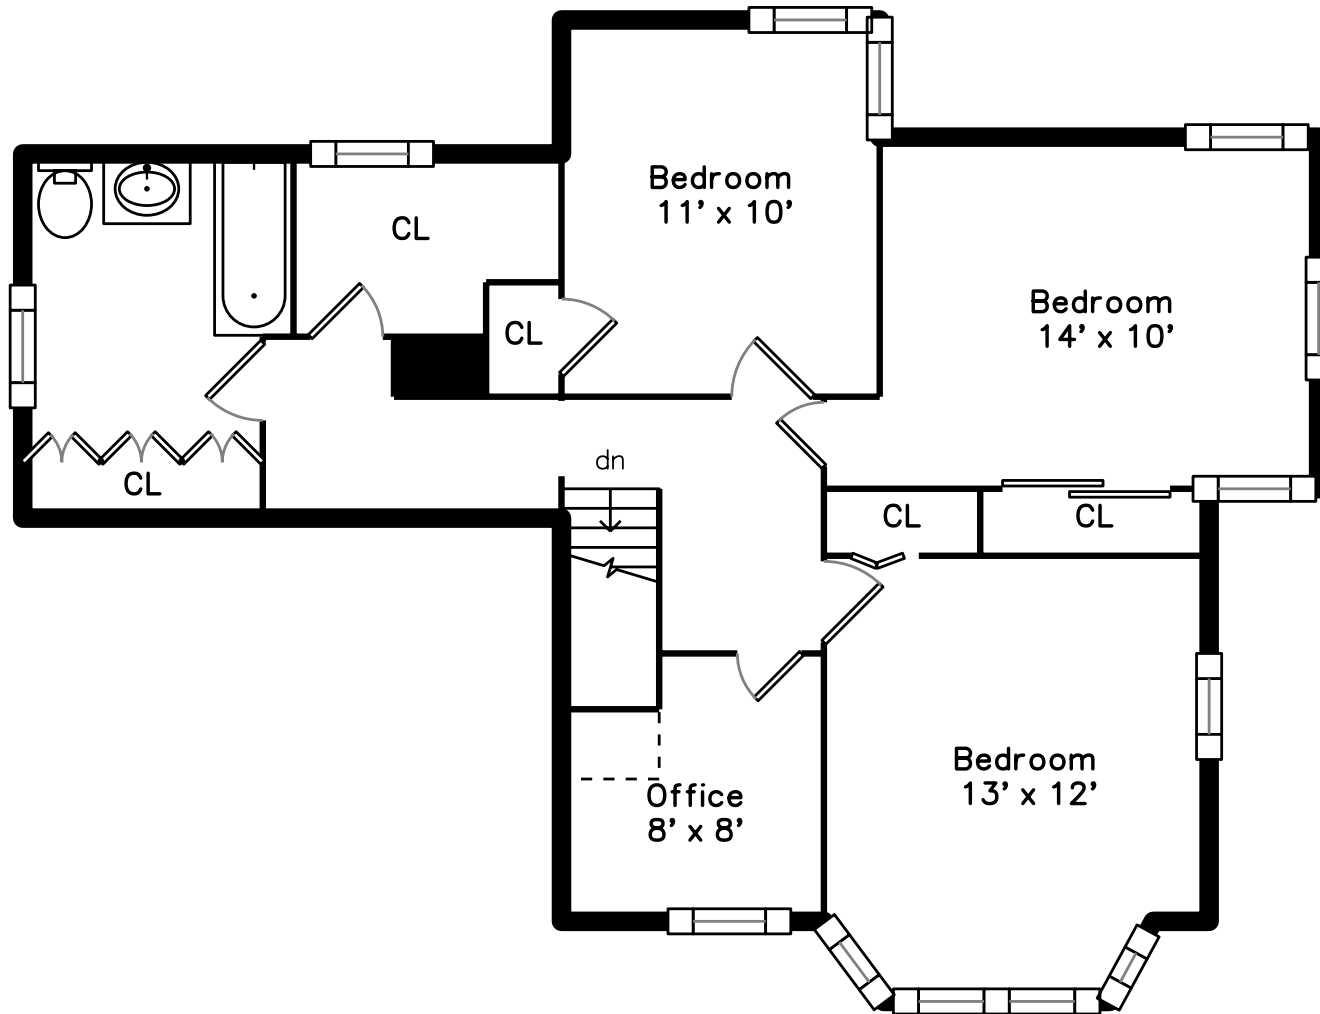 Bedroom
11' x 10'
CL
Bedroom
14' x 10'
CL
dn
CL
CL
CL
Bedroom
13' x 12'
Office
8' x 8'